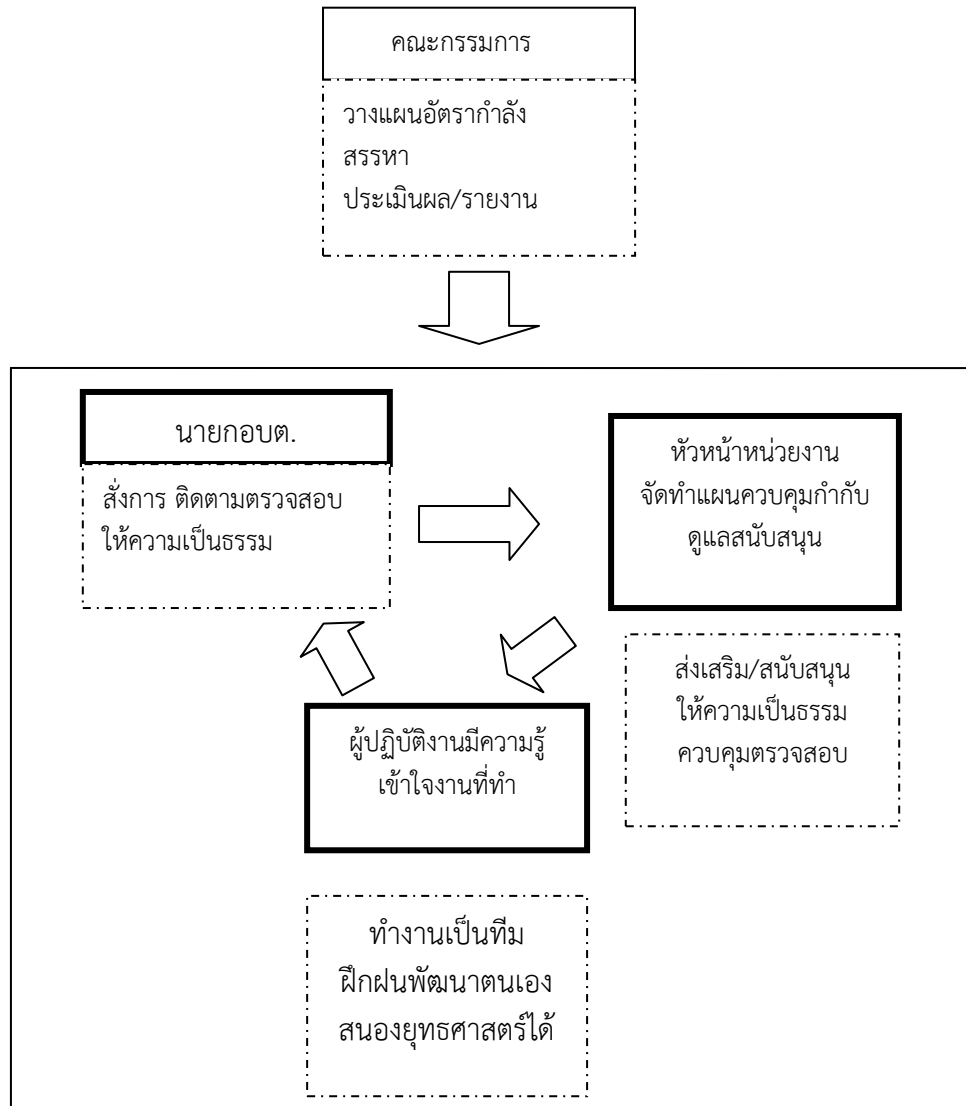 คณะกรรมการ
วางแผนอัตรากำลัง
สรรหา
ประเมินผล/รายงาน
นายกอบต.
สั่งการ ติดตามตรวจสอบ
ให้ความเป็นธรรม
หัวหน้าหน่วยงาน
จัดทำแผนควบคุมกำกับ
ดูแลสนับสนุน
ส่งเสริม/สนับสนุน
ให้ความเป็นธรรม
ควบคุมตรวจสอบ
ผู้ปฏิบัติงานมีความรู้
เข้าใจงานที่ทำ
ทำงานเป็นทีม
ฝึกฝนพัฒนาตนเอง
สนองยุทธศาสตร์ได้